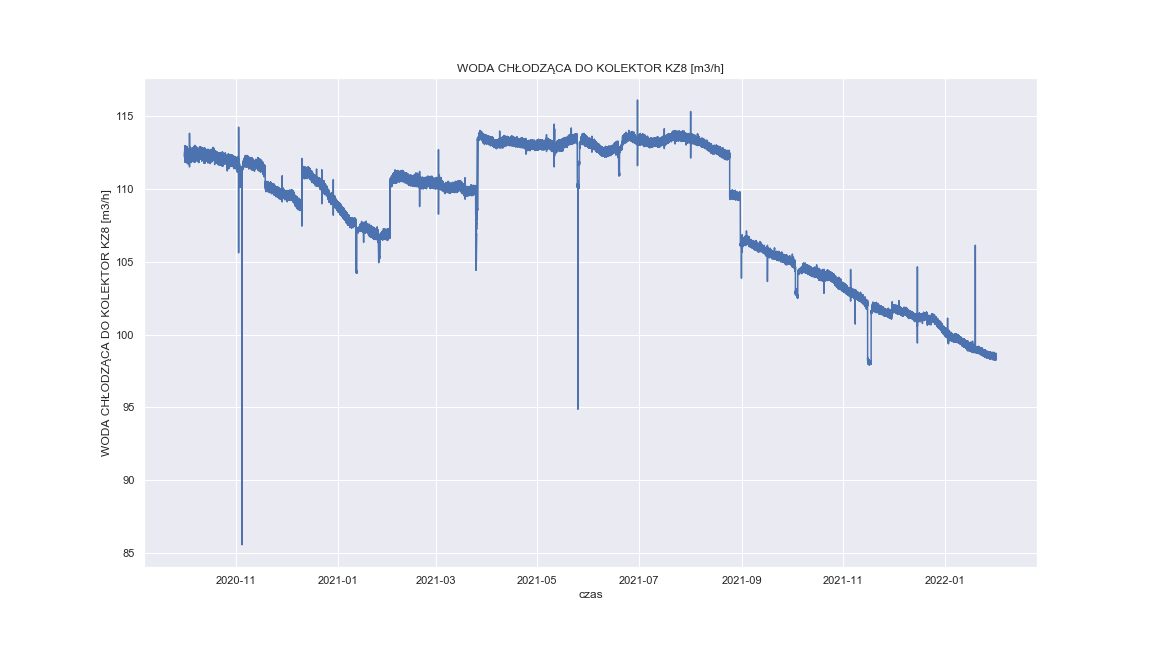 WODA CHŁODZĄCA DO KOLEKTOR KZ8 [m3/h]
WODA CHŁODZĄCA DO KOLEKTOR KZ8 [m3/h]
115
110
105
100
95
90
85
2020-11 2021-01 2021-03 2021-05 2021-07 2021-09 2021-11 2022-01
czas